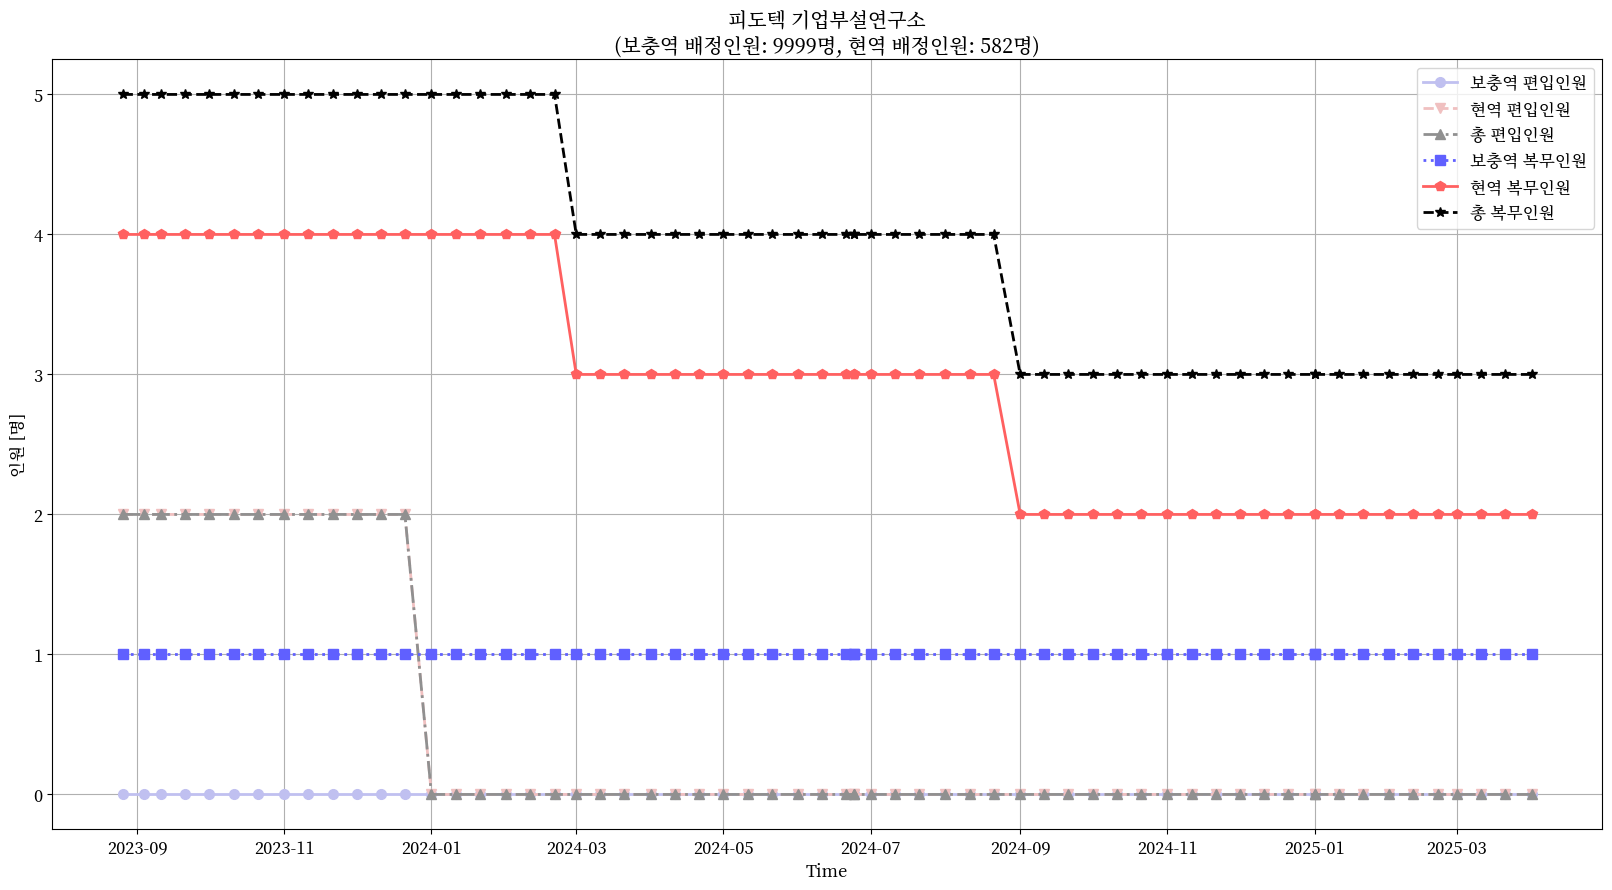 피도텍 기업부설연구소
(보충역 배정인원: 9999명, 현역 배정인원: 582명)
보충역 편입인원
현역 편입인원
총 편입인원
보충역 복무인원
현역 복무인원
총 복무인원
인원 [명]
5
4
3
2
1
0
2023-09
2023-11
2024-01
2024-03
2024-05
2024-07
2024-09
2024-11
2025-01
2025-03
Time